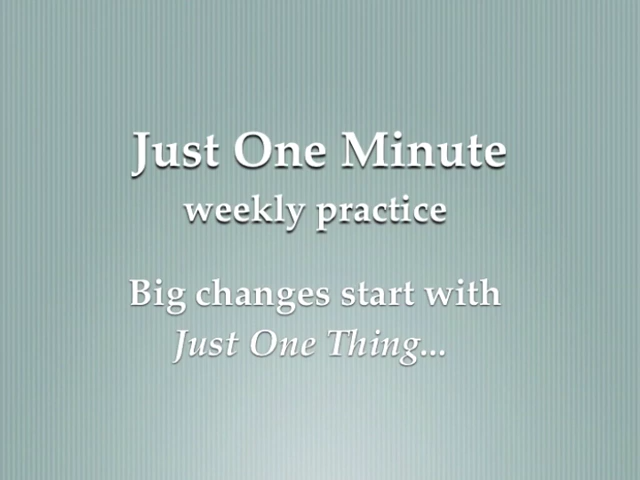 Just One Minute
weekly practice
Big changes start with
Just One Thing...